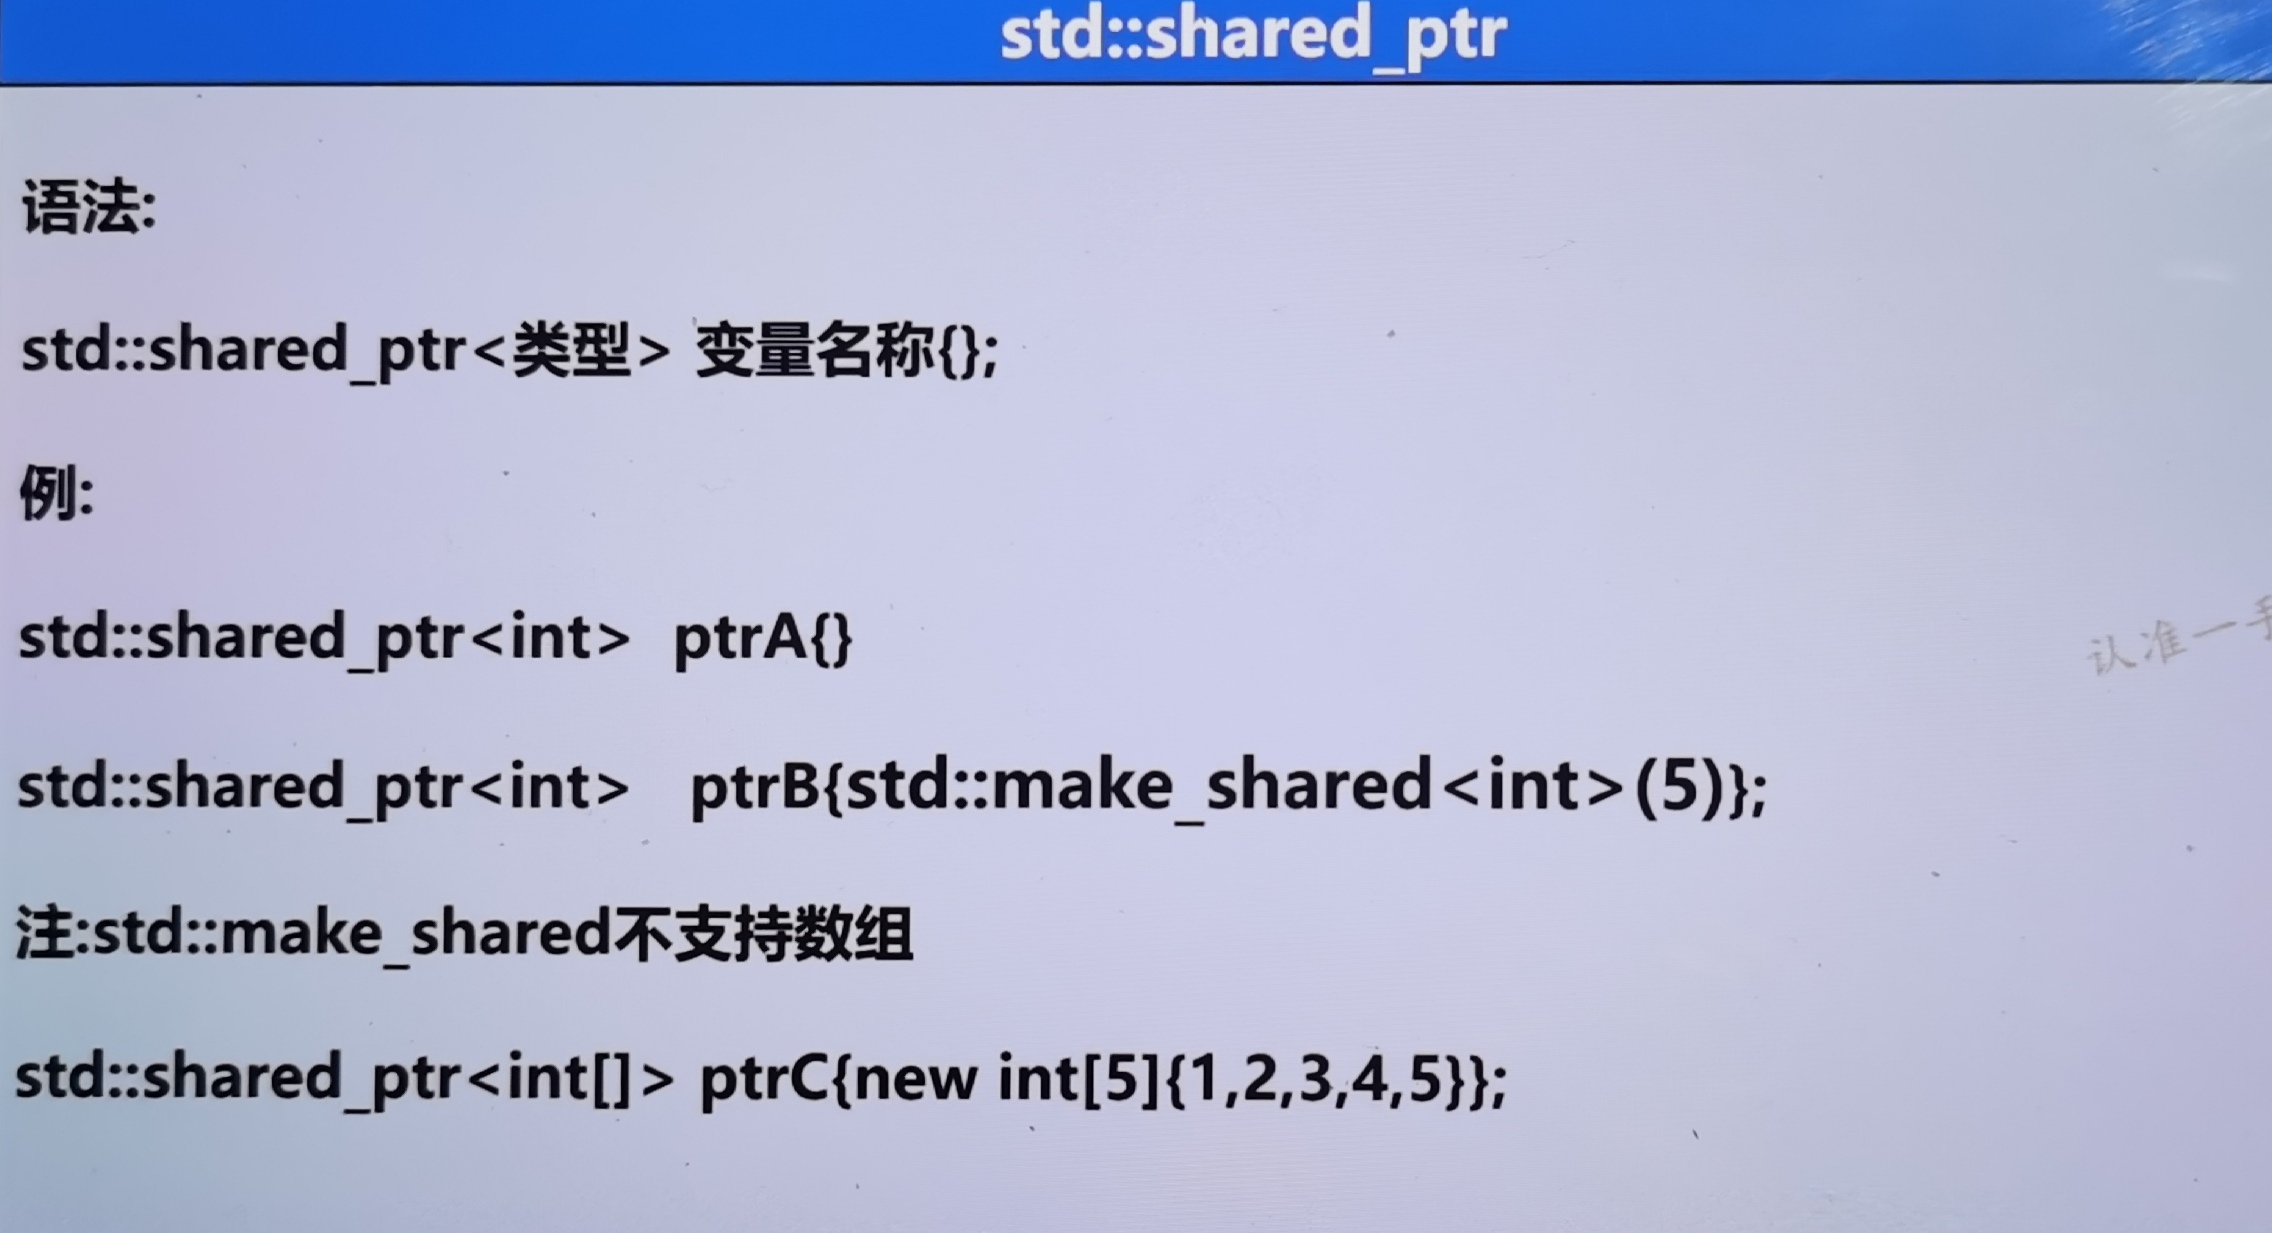 std::shared_ptr
语法:
std::shared_ptr<类型> 变量名称{};
例:
std::shared_ptr<int> ptrA{}
认准一手
std::shared_ptr<int> ptrB{std::make_shared<int>(5)};
注:std::make_shared不支持数组
std::shared_ptr<int[]> ptrC{new int[5]{1,2,3,4,5}};